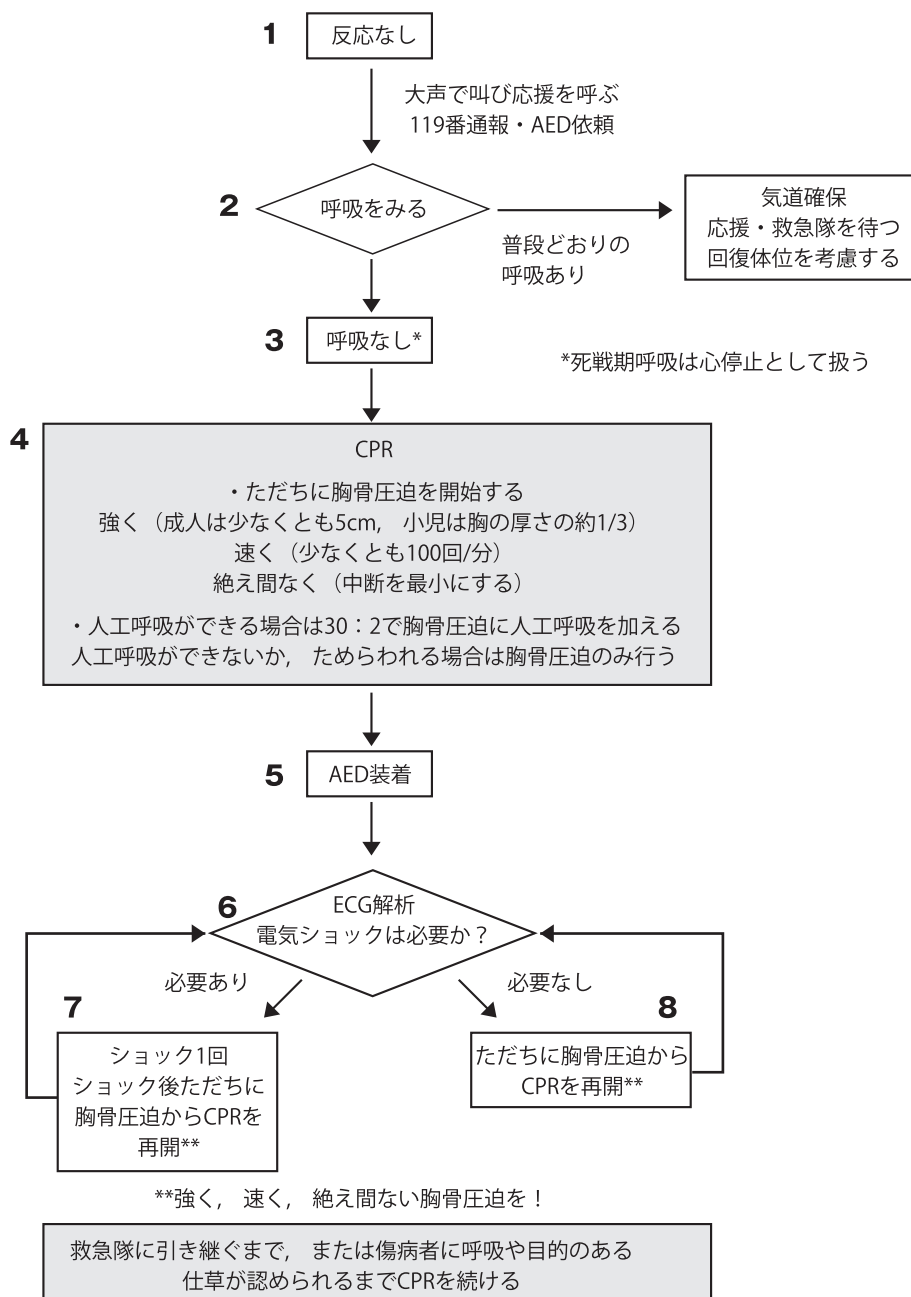 1
反応なし
大声で叫び応援を呼ぶ
119番通報・AED依頼
2
呼吸をみる
普段どおりの
呼吸あり
気道確保
応援・救急隊を待つ
回復体位を考慮する
3
呼吸なし*
*死戦期呼吸は心停止として扱う
4
CPR
・ただちに胸骨圧迫を開始する
強く（成人は少なくとも5cm, 小児は胸の厚さの約1/3）
速く（少なくとも100回/分）
絶え間なく（中断を最小にする）
・人工呼吸ができる場合は30：2で胸骨圧迫に人工呼吸を加える
人工呼吸ができないか, ためらわれる場合は胸骨圧迫のみ行う
5
AED装着
6
ECG解析
電気ショックは必要か？
必要あり
必要なし
7
ショック1回
ショック後ただちに
胸骨圧迫からCPRを
再開**
8
ただちに胸骨圧迫から
CPRを再開**
**強く, 速く, 絶え間ない胸骨圧迫を！
救急隊に引き継ぐまで, または傷病者に呼吸や目的のある
仕草が認められるまでCPRを続ける